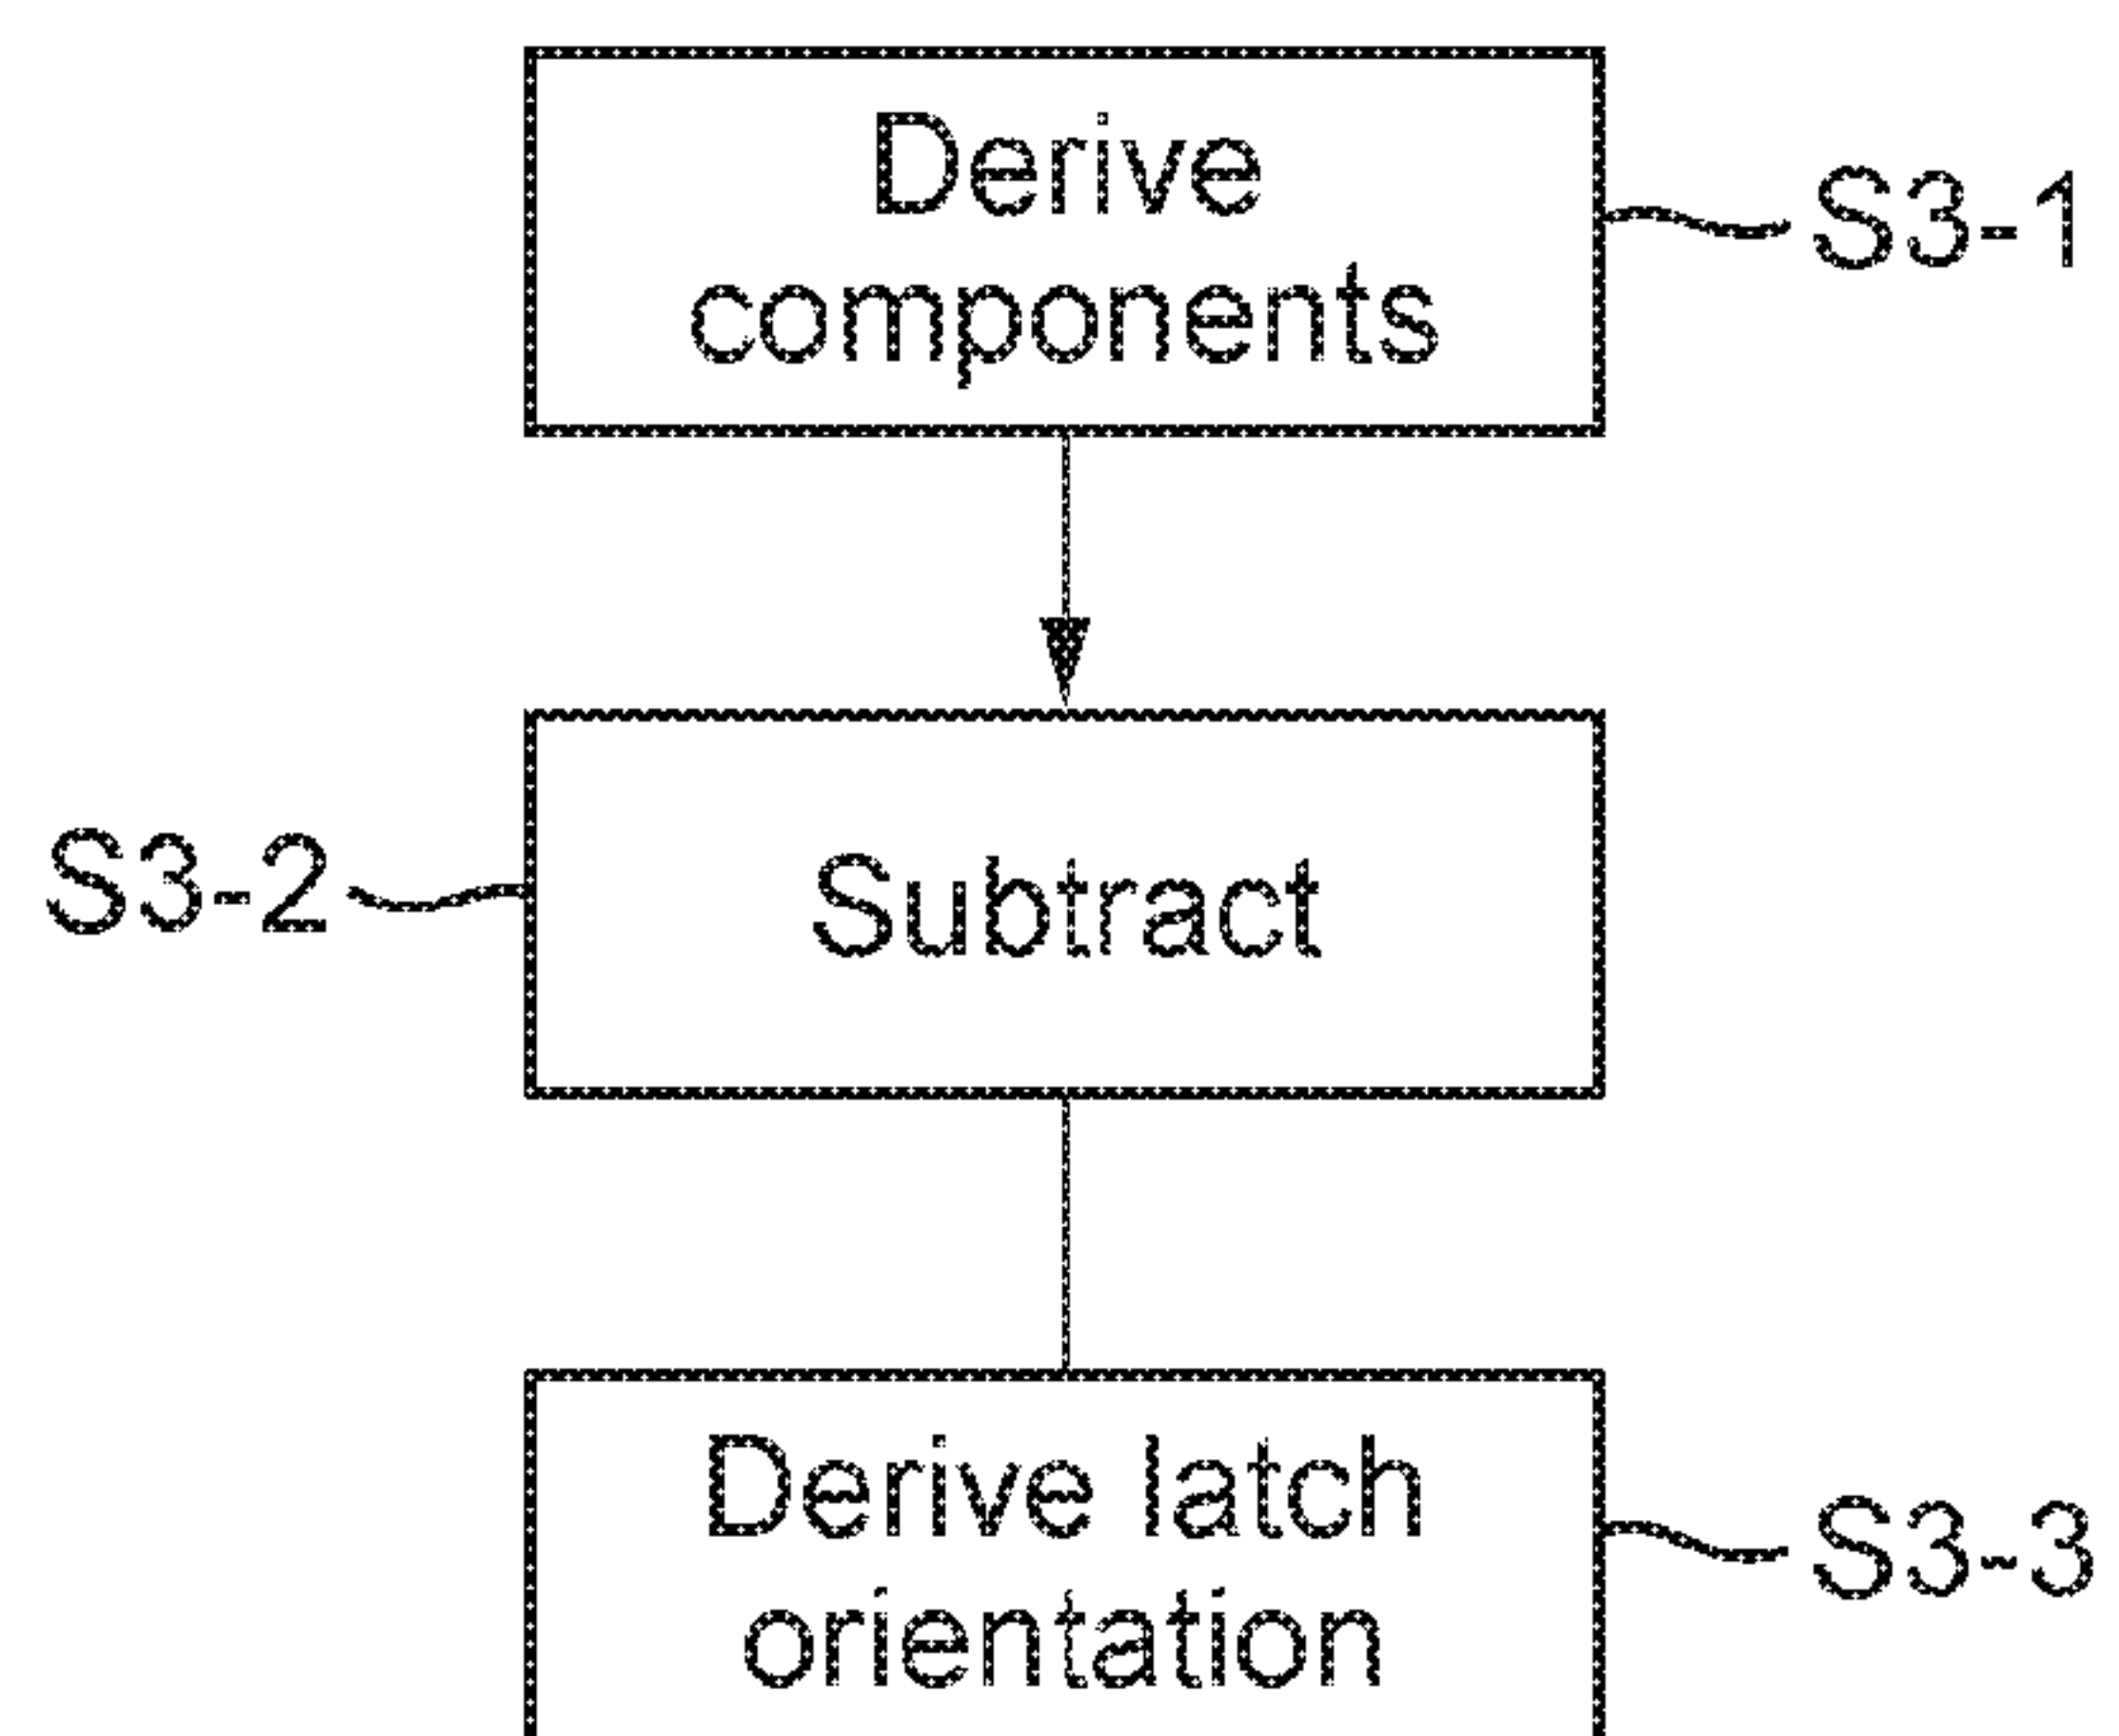 Derive
components
S3-1
S3-2
Subtract
Derive latch
orientation
S3-3